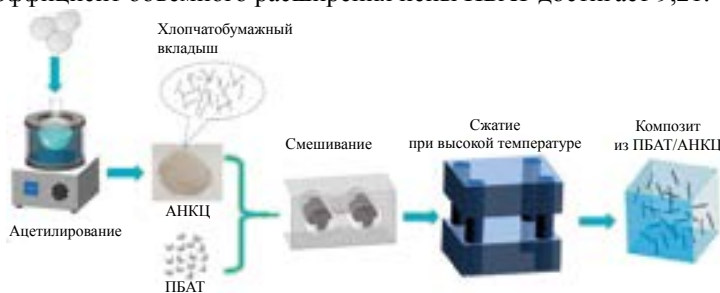 Хлопчатобумажный
вкладыш
Смешивание
Сжатие
при высокой температуре
Композит
из ПБАТ/АНКЦ
АНКЦ
Ацетилирование
ПБАТ